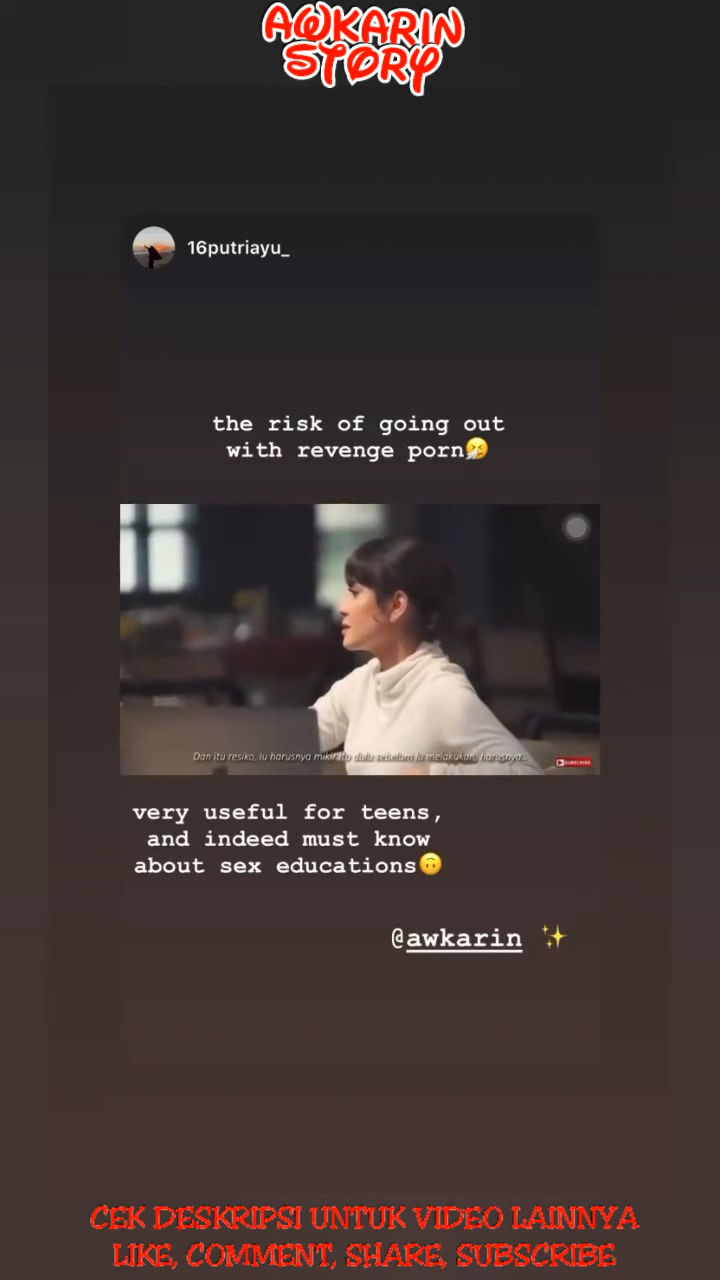 AWKARIN
STORY
16putriayu_
the risk of going out
with revenge porn🤧
Dan itu resiko, lu harusnya mikir itu dulu sebelum lu melakukan, harusnya...
SUBSCRIBE
very useful for teens,
and indeed must know
about sex educations🙃
@awkarin ✨
CEK DESKRIPSI UNTUK VIDEO LAINNYA
LIKE, COMMENT, SHARE, SUBSCRIBE